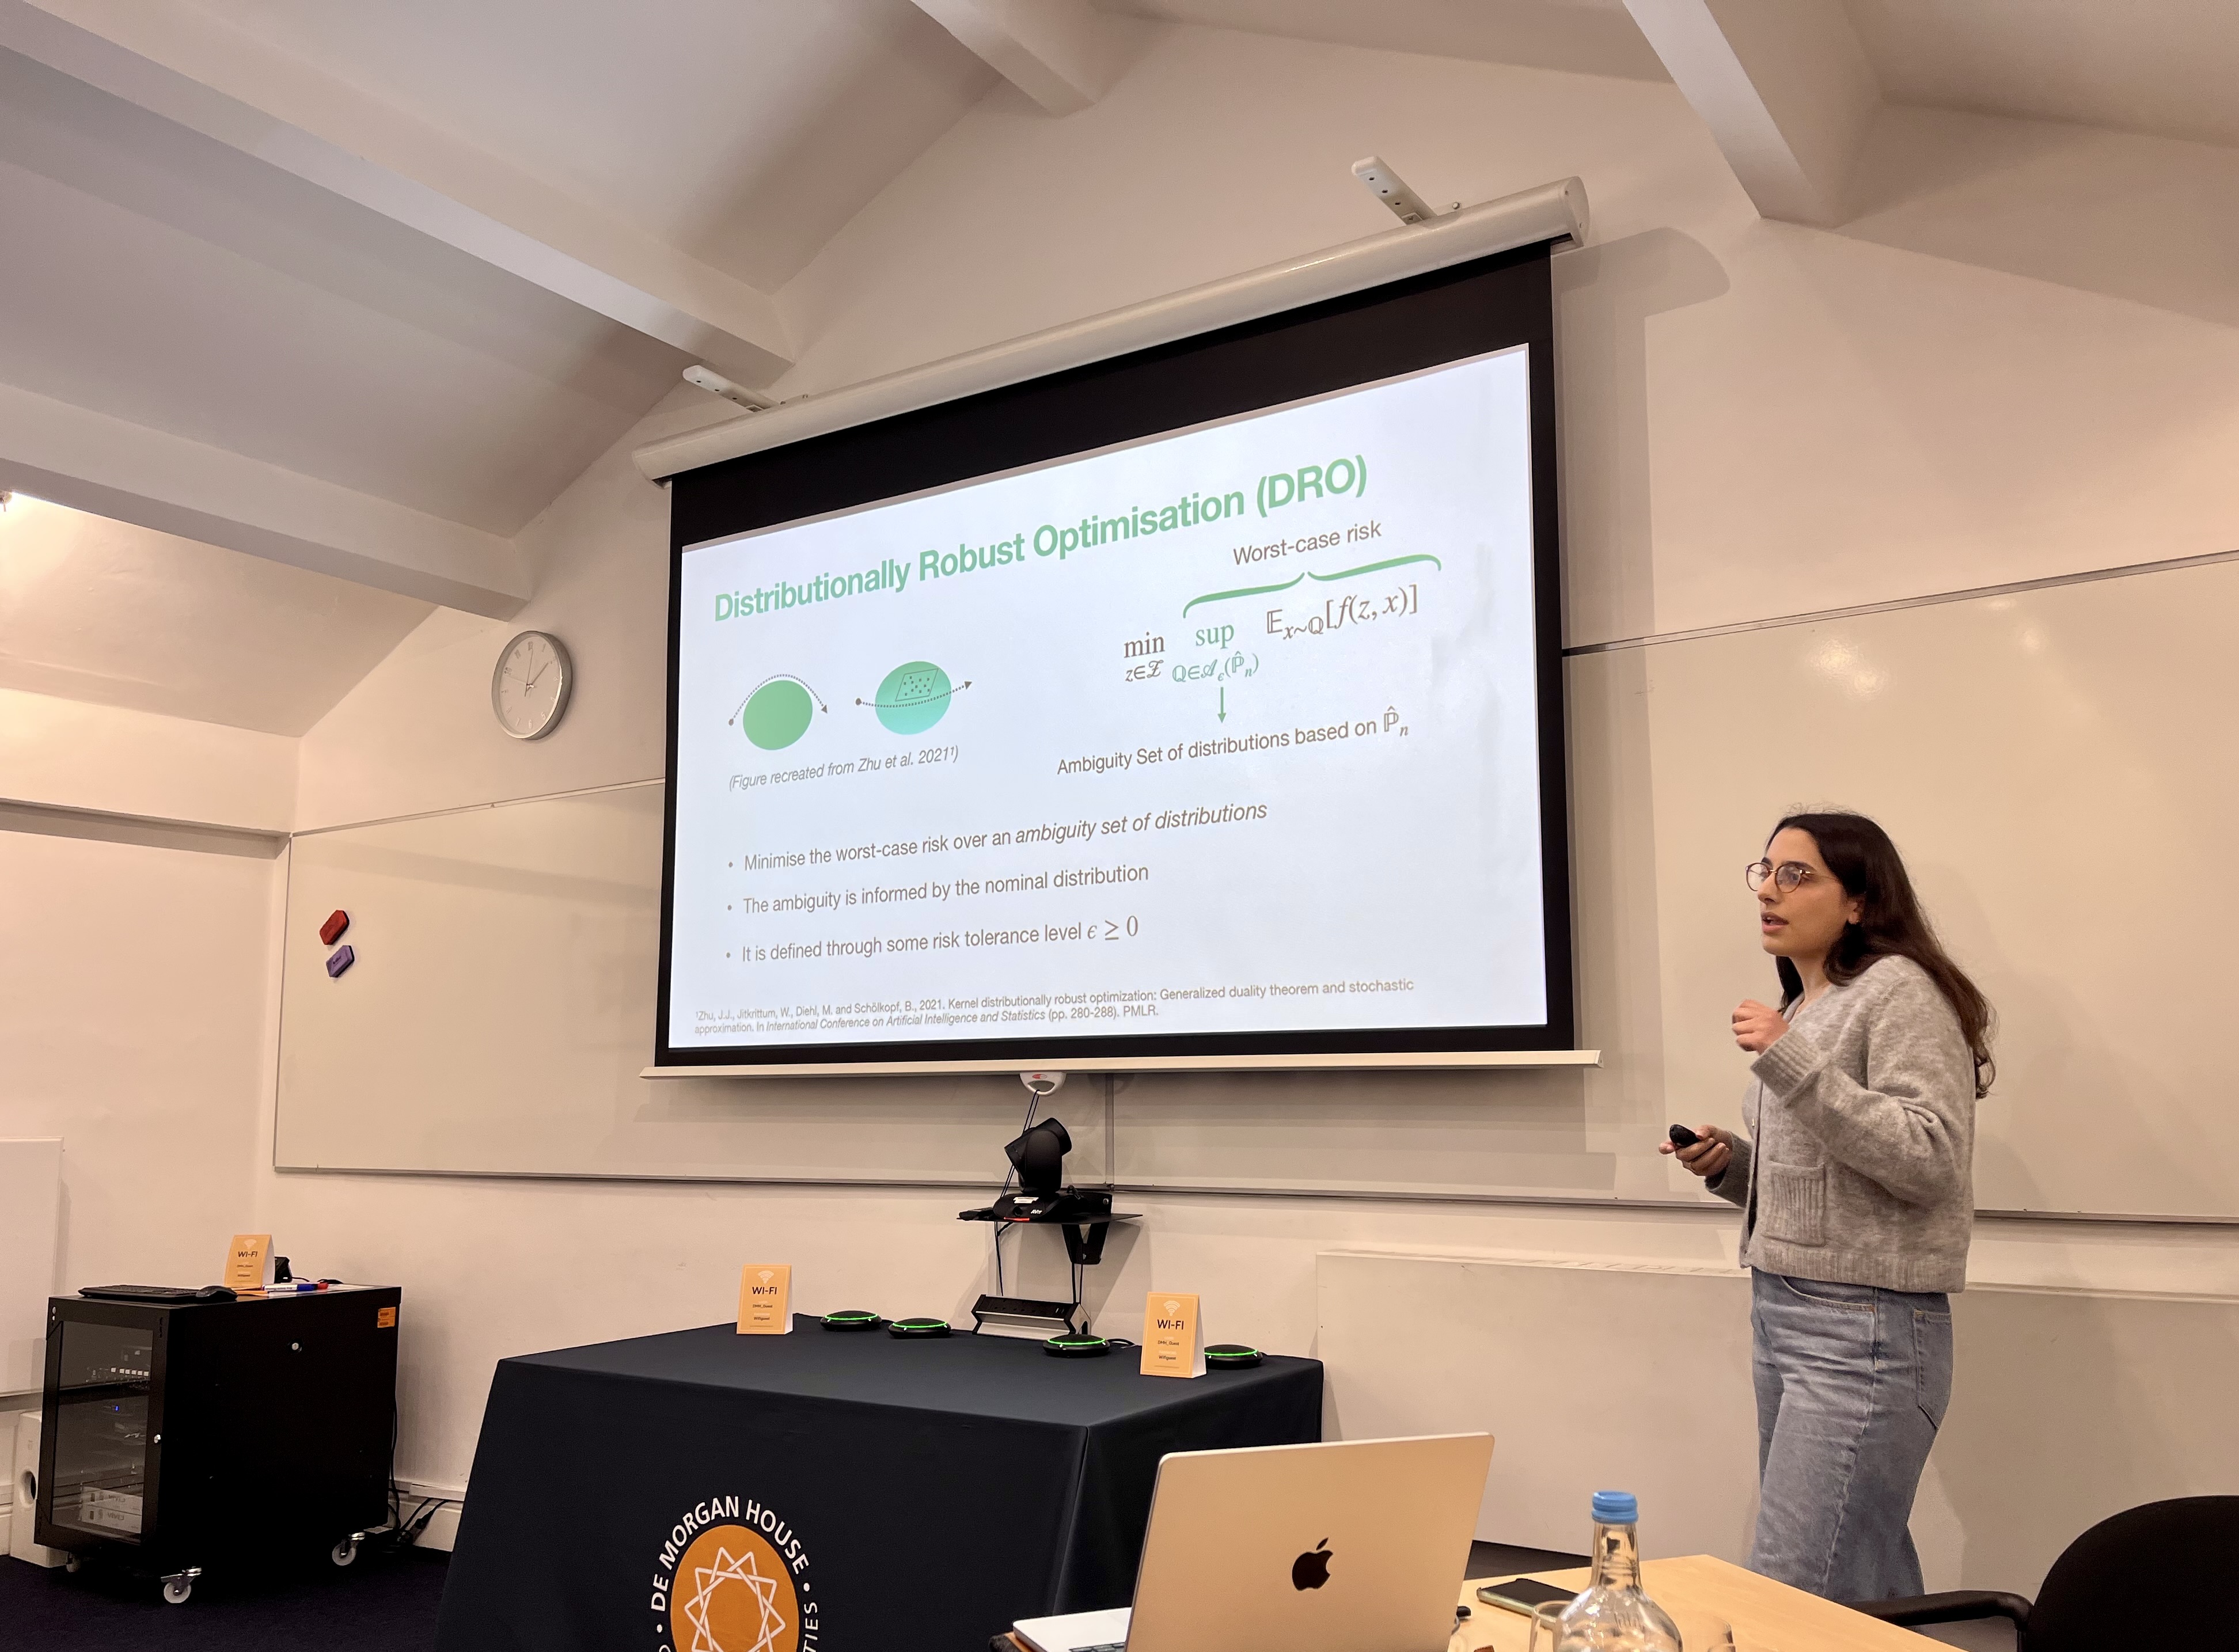 Distributionally Robust Optimisation (DRO)
Worst-case risk
min sup 𝔼x∼ℚ[f(z, x)]
z∈𝒵 ℚ∈𝒜ϵ(ℙ̂n)
(Figure recreated from Zhu et al. 2021¹)
Ambiguity Set of distributions based on ℙ̂n
• Minimise the worst-case risk over an ambiguity set of distributions
• The ambiguity is informed by the nominal distribution
• It is defined through some risk tolerance level ϵ ≥ 0
¹Zhu, J.J., Jitkrittum, W., Diehl, M. and Schölkopf, B., 2021. Kernel distributionally robust optimization: Generalized duality theorem and stochastic
approximation. In International Conference on Artificial Intelligence and Statistics (pp. 280-288). PMLR.
WI-FI
WI-FI
WI-FI
• DE MORGAN HOUSE •